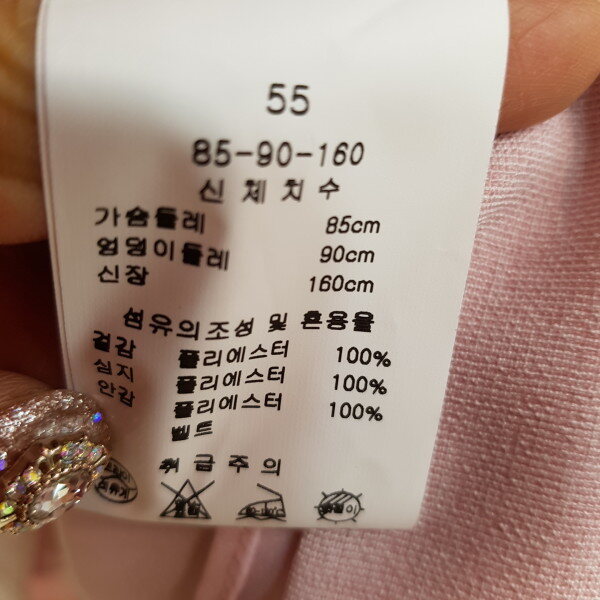 55
85-90-160
신체치수
가슴둘레 85cm
엉덩이둘레 90cm
신장 160cm
섬유의조성 및 혼용율
겉감 폴리에스터 100%
심지 폴리에스터 100%
안감 폴리에스터 100%
벨트
취급주의